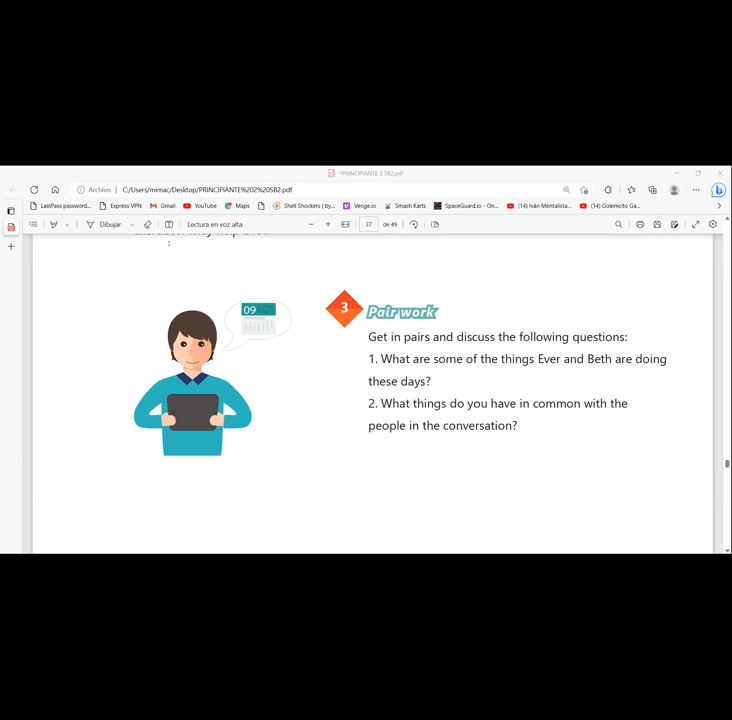 *PRINCIPIANTE 2 SB2.pdf
Archivo
C:/Users/mimac/Desktop/PRINCIPIANTE%202%20SB2.pdf
LastPass password...
Express VPN
Gmail
YouTube
Maps
Shell Shockers | by...
Venge.io
Smash Karts
SpaceGuard.io - On...
(14) Iván Mentalista...
(14) Golemcito Ga...
Dibujar
Lectura en voz alta
37
de 49
09
3
Pair work
Get in pairs and discuss the following questions:
1. What are some of the things Ever and Beth are doing
these days?
2. What things do you have in common with the
people in the conversation?